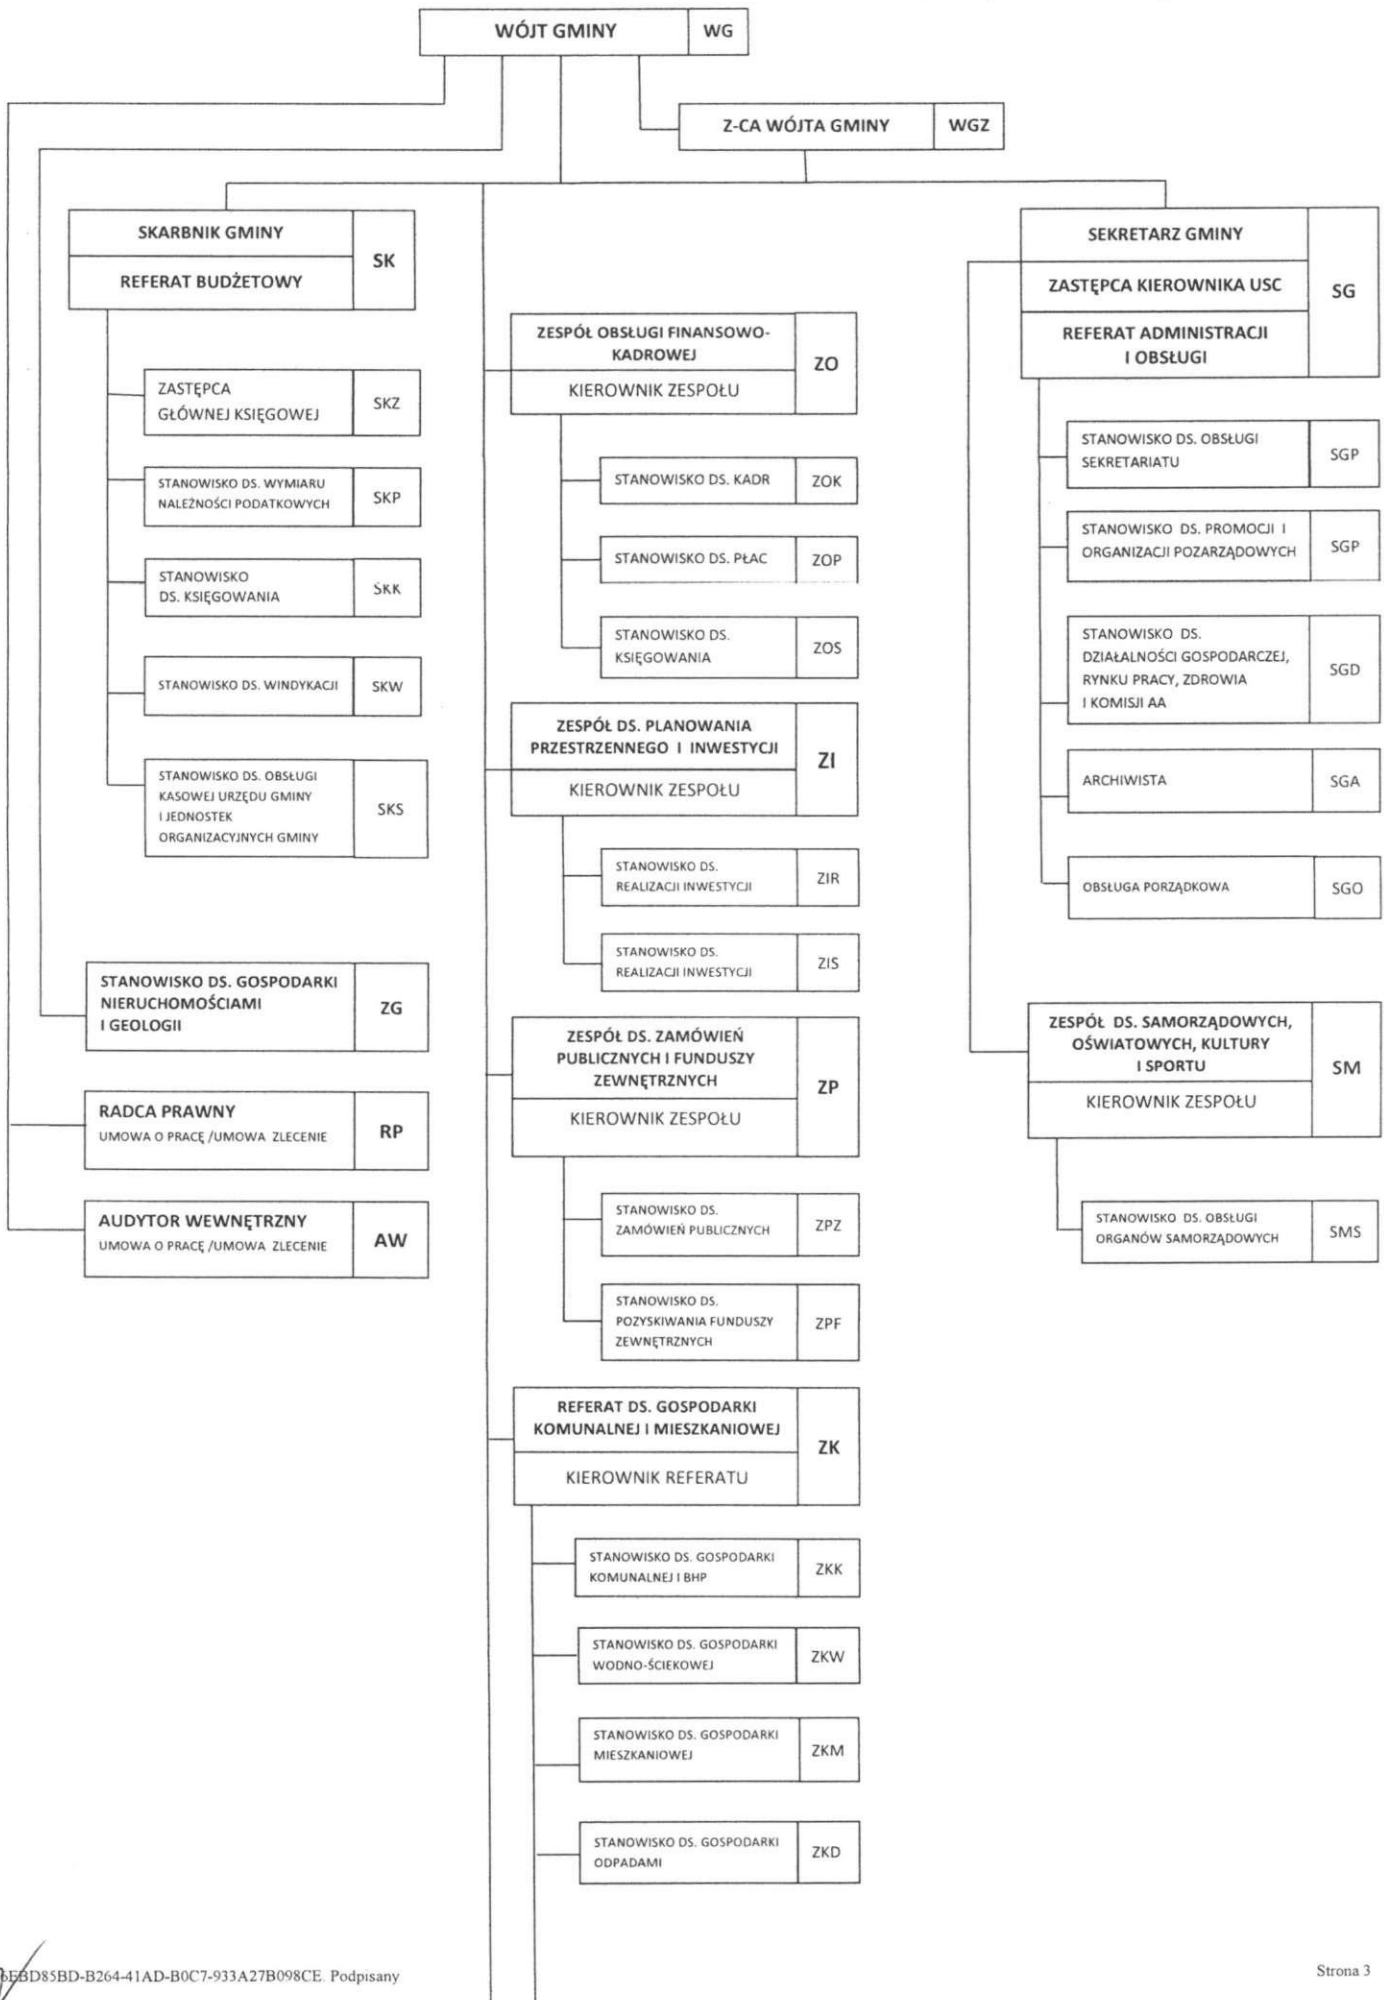 WÓJT GMINY WG
Z-CA WÓJTA GMINY WGZ
SKARBNIK GMINY
REFERAT BUDŻETOWY
SK
ZASTĘPCA
GŁÓWNEJ KSIĘGOWEJ
SKZ
STANOWISKO DS. WYMIARU
NALEŻNOŚCI PODATKOWYCH
SKP
STANOWISKO
DS. KSIĘGOWANIA
SKK
STANOWISKO DS. WINDYKACJI SKW
STANOWISKO DS. OBSŁUGI
KASOWEJ URZĘDU GMINY
I JEDNOSTEK
ORGANIZACYJNYCH GMINY
SKS
STANOWISKO DS. GOSPODARKI
NIERUCHOMOŚCIAMI
I GEOLOGII
ZG
RADCA PRAWNY
UMOWA O PRACĘ /UMOWA ZLECENIE
RP
AUDYTOR WEWNĘTRZNY
UMOWA O PRACĘ /UMOWA ZLECENIE
AW
ZESPÓŁ OBSŁUGI FINANSOWO-
KADROWEJ
KIEROWNIK ZESPOŁU
ZO
STANOWISKO DS. KADR ZOK
STANOWISKO DS. PŁAC ZOP
STANOWISKO DS.
KSIĘGOWANIA
ZOS
ZESPÓŁ DS. PLANOWANIA
PRZESTRZENNEGO I INWESTYCJI
KIEROWNIK ZESPOŁU
ZI
STANOWISKO DS.
REALIZACJI INWESTYCJI
ZIR
STANOWISKO DS.
REALIZACJI INWESTYCJI
ZIS
ZESPÓŁ DS. ZAMÓWIEŃ
PUBLICZNYCH I FUNDUSZY
ZEWNĘTRZNYCH
KIEROWNIK ZESPOŁU
ZP
STANOWISKO DS.
ZAMÓWIEŃ PUBLICZNYCH
ZPZ
STANOWISKO DS.
POZYSKIWANIA FUNDUSZY
ZEWNĘTRZNYCH
ZPF
REFERAT DS. GOSPODARKI
KOMUNALNEJ I MIESZKANIOWEJ
KIEROWNIK REFERATU
ZK
STANOWISKO DS. GOSPODARKI
KOMUNALNEJ I BHP
ZKK
STANOWISKO DS. GOSPODARKI
WODNO-ŚCIEKOWEJ
ZKW
STANOWISKO DS. GOSPODARKI
MIESZKANIOWEJ
ZKM
STANOWISKO DS. GOSPODARKI
ODPADAMI
ZKD
SEKRETARZ GMINY
ZASTĘPCA KIEROWNIKA USC
REFERAT ADMINISTRACJI
I OBSŁUGI
SG
STANOWISKO DS. OBSŁUGI
SEKRETARIATU
SGP
STANOWISKO DS. PROMOCJI I
ORGANIZACJI POZARZĄDOWYCH
SGP
STANOWISKO DS.
DZIAŁALNOŚCI GOSPODARCZEJ,
RYNKU PRACY, ZDROWIA
I KOMISJI AA
SGD
ARCHIWISTA SGA
OBSŁUGA PORZĄDKOWA SGO
ZESPÓŁ DS. SAMORZĄDOWYCH,
OŚWIATOWYCH, KULTURY
I SPORTU
KIEROWNIK ZESPOŁU
SM
STANOWISKO DS. OBSŁUGI
ORGANÓW SAMORZĄDOWYCH
SMS
6EBD85BD-B264-41AD-B0C7-933A27B098CE. Podpisany
Strona 3